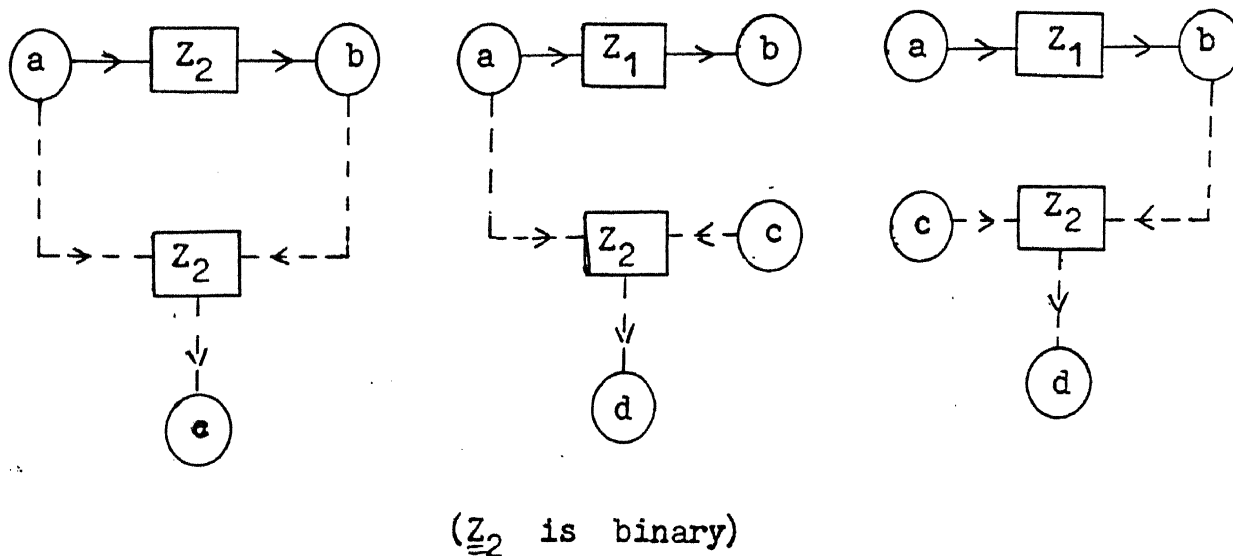 a Z₂ b
Z₂
c
a Z₁ b
Z₂ c
d
a Z₁ b
c Z₂
d
(Z₂ is binary)